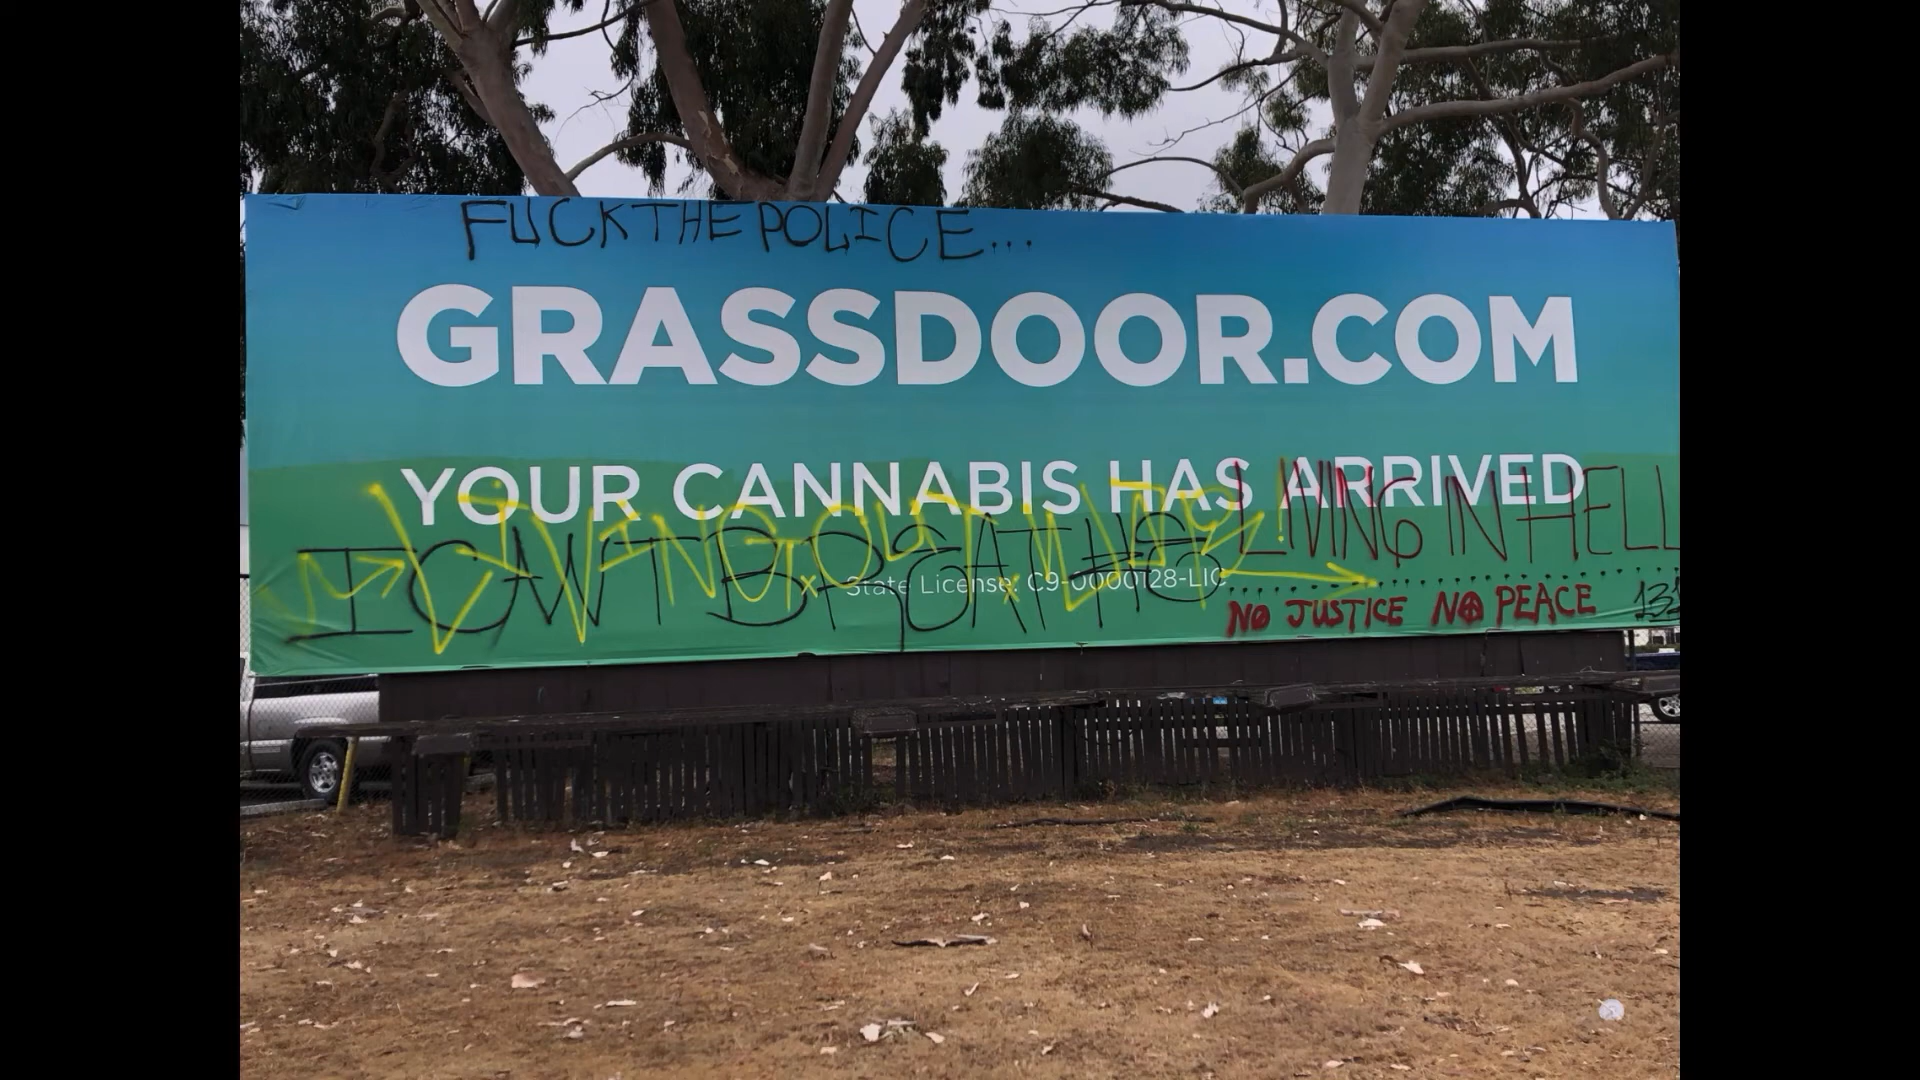 FUCK THE POLICE...
GRASSDOOR.COM
YOUR CANNABIS HAS ARRIVED
LIVING IN HELL
I CAN'T BREATHE
State License: C9-0000128-LIC
NO JUSTICE NO PEACE